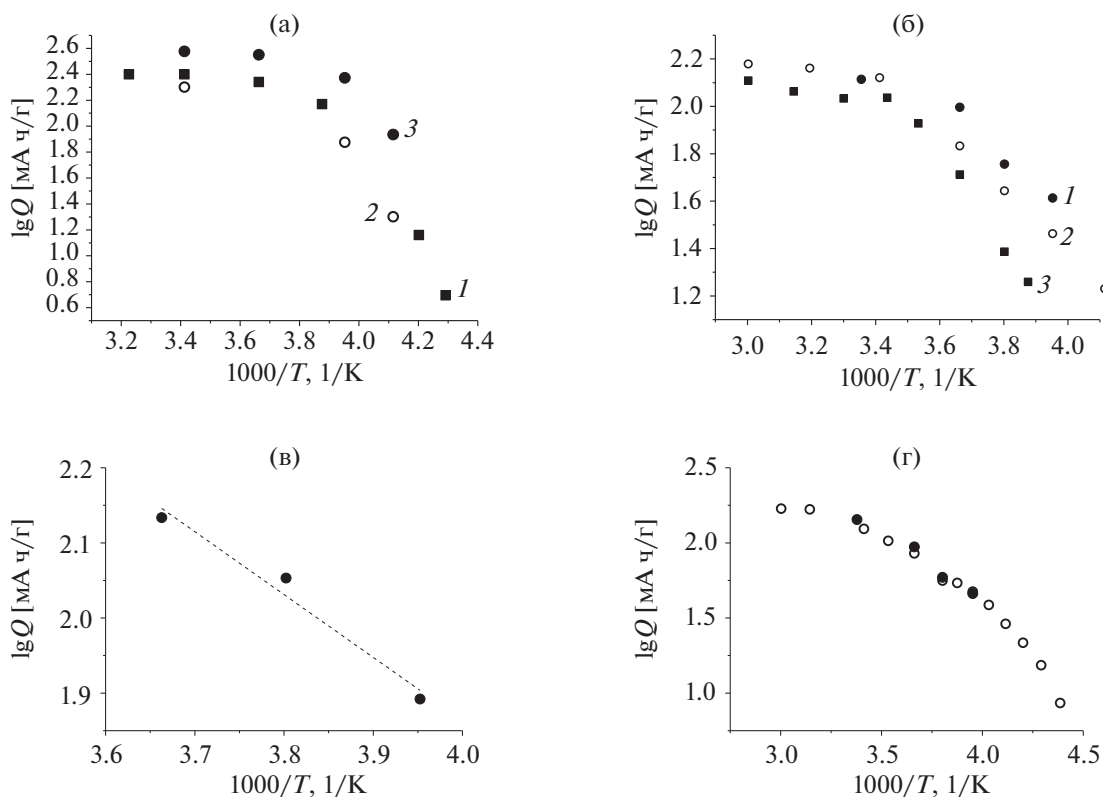 (а)
2.6
2.4
2.2
2.0
1.8
1.6
1.4
1.2
1.0
0.8
0.6
lgQ [мА ч/г]
3
2
1
3.2 3.4 3.6 3.8 4.0 4.2 4.4
1000/T, 1/K
(б)
2.2
2.0
1.8
1.6
1.4
1.2
lgQ [мА ч/г]
1
2
3
3.0 3.2 3.4 3.6 3.8 4.0
1000/T, 1/K
(в)
2.2
2.1
2.0
1.9
lgQ [мА ч/г]
3.6 3.7 3.8 3.9 4.0
1000/T, 1/K
(г)
2.5
2.0
1.5
1.0
lgQ [мА ч/г]
3.0 3.5 4.0 4.5
1000/T, 1/K